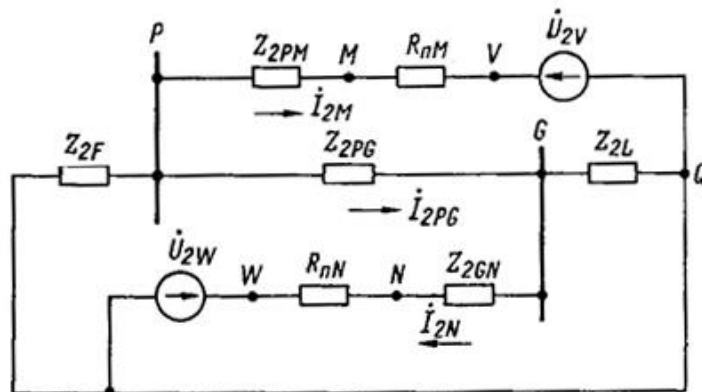 P
Z₂PM M RпM V U̇₂V
İ₂M
Z₂F Z₂PG G Z₂L Q
İ₂PG
U̇₂W W RпN N Z₂GN
İ₂N